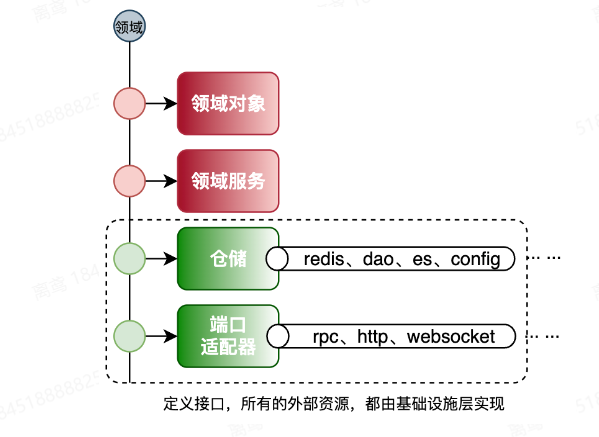 领域
领域对象
领域服务
仓储
redis、dao、es、config
... ...
端口
适配器
rpc、http、websocket
... ...
定义接口，所有的外部资源，都由基础设施层实现